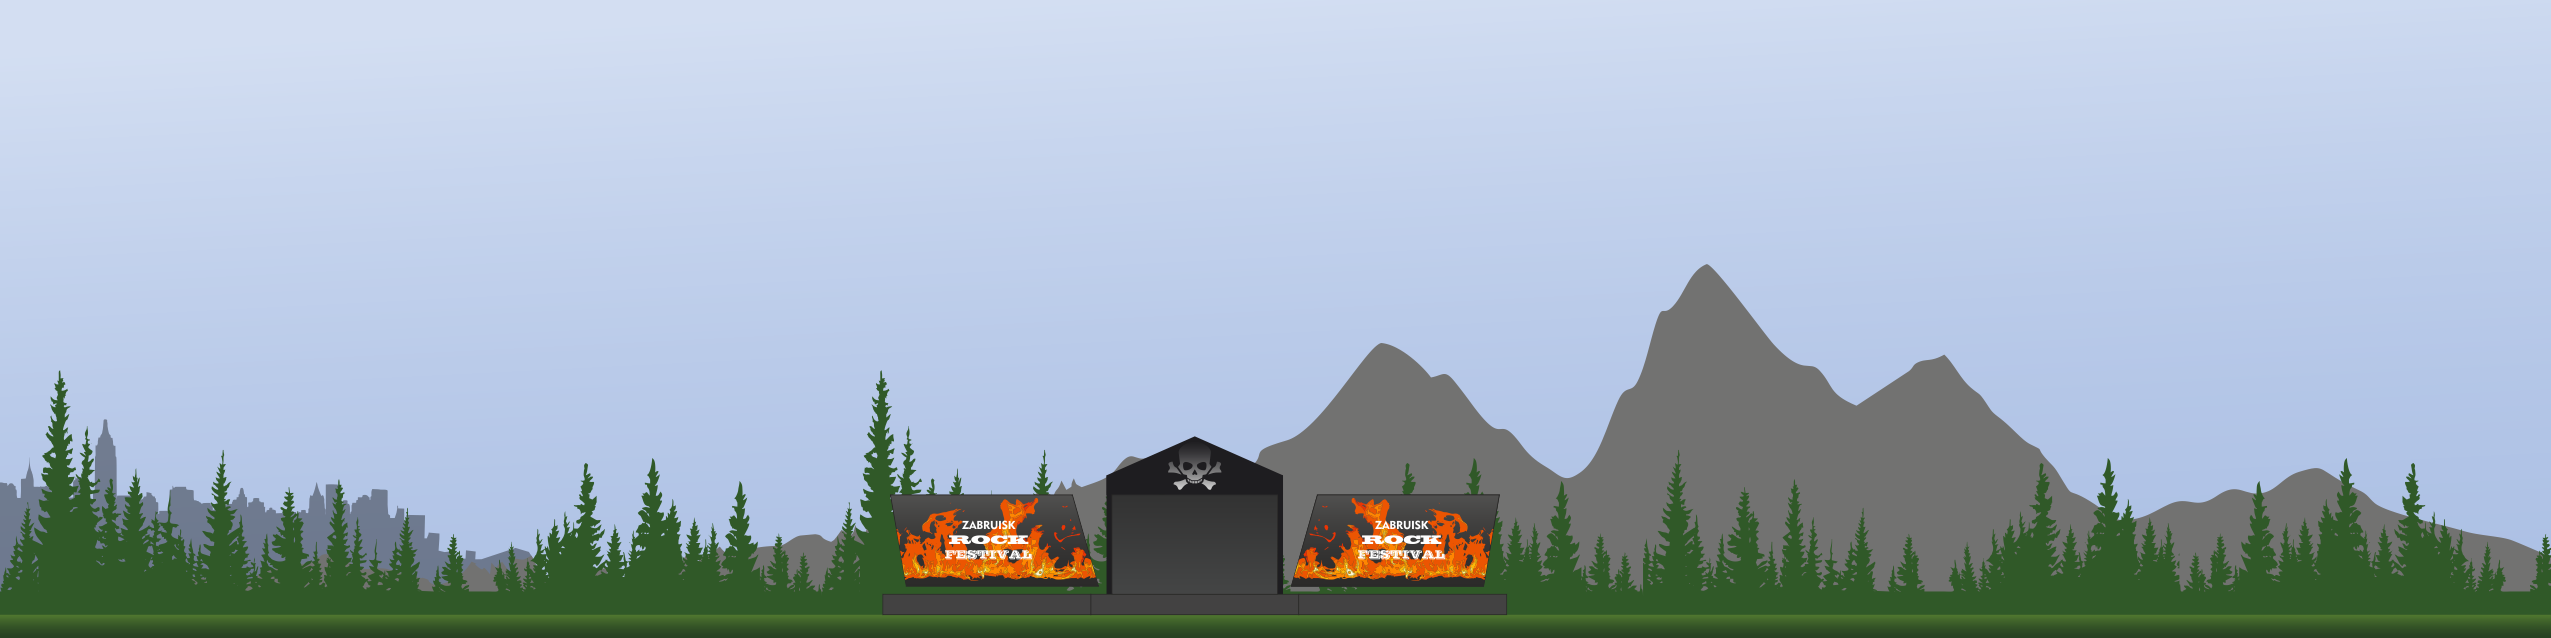 ZABRUISK
ROCK
FESTIVAL
ZABRUISK
ROCK
FESTIVAL